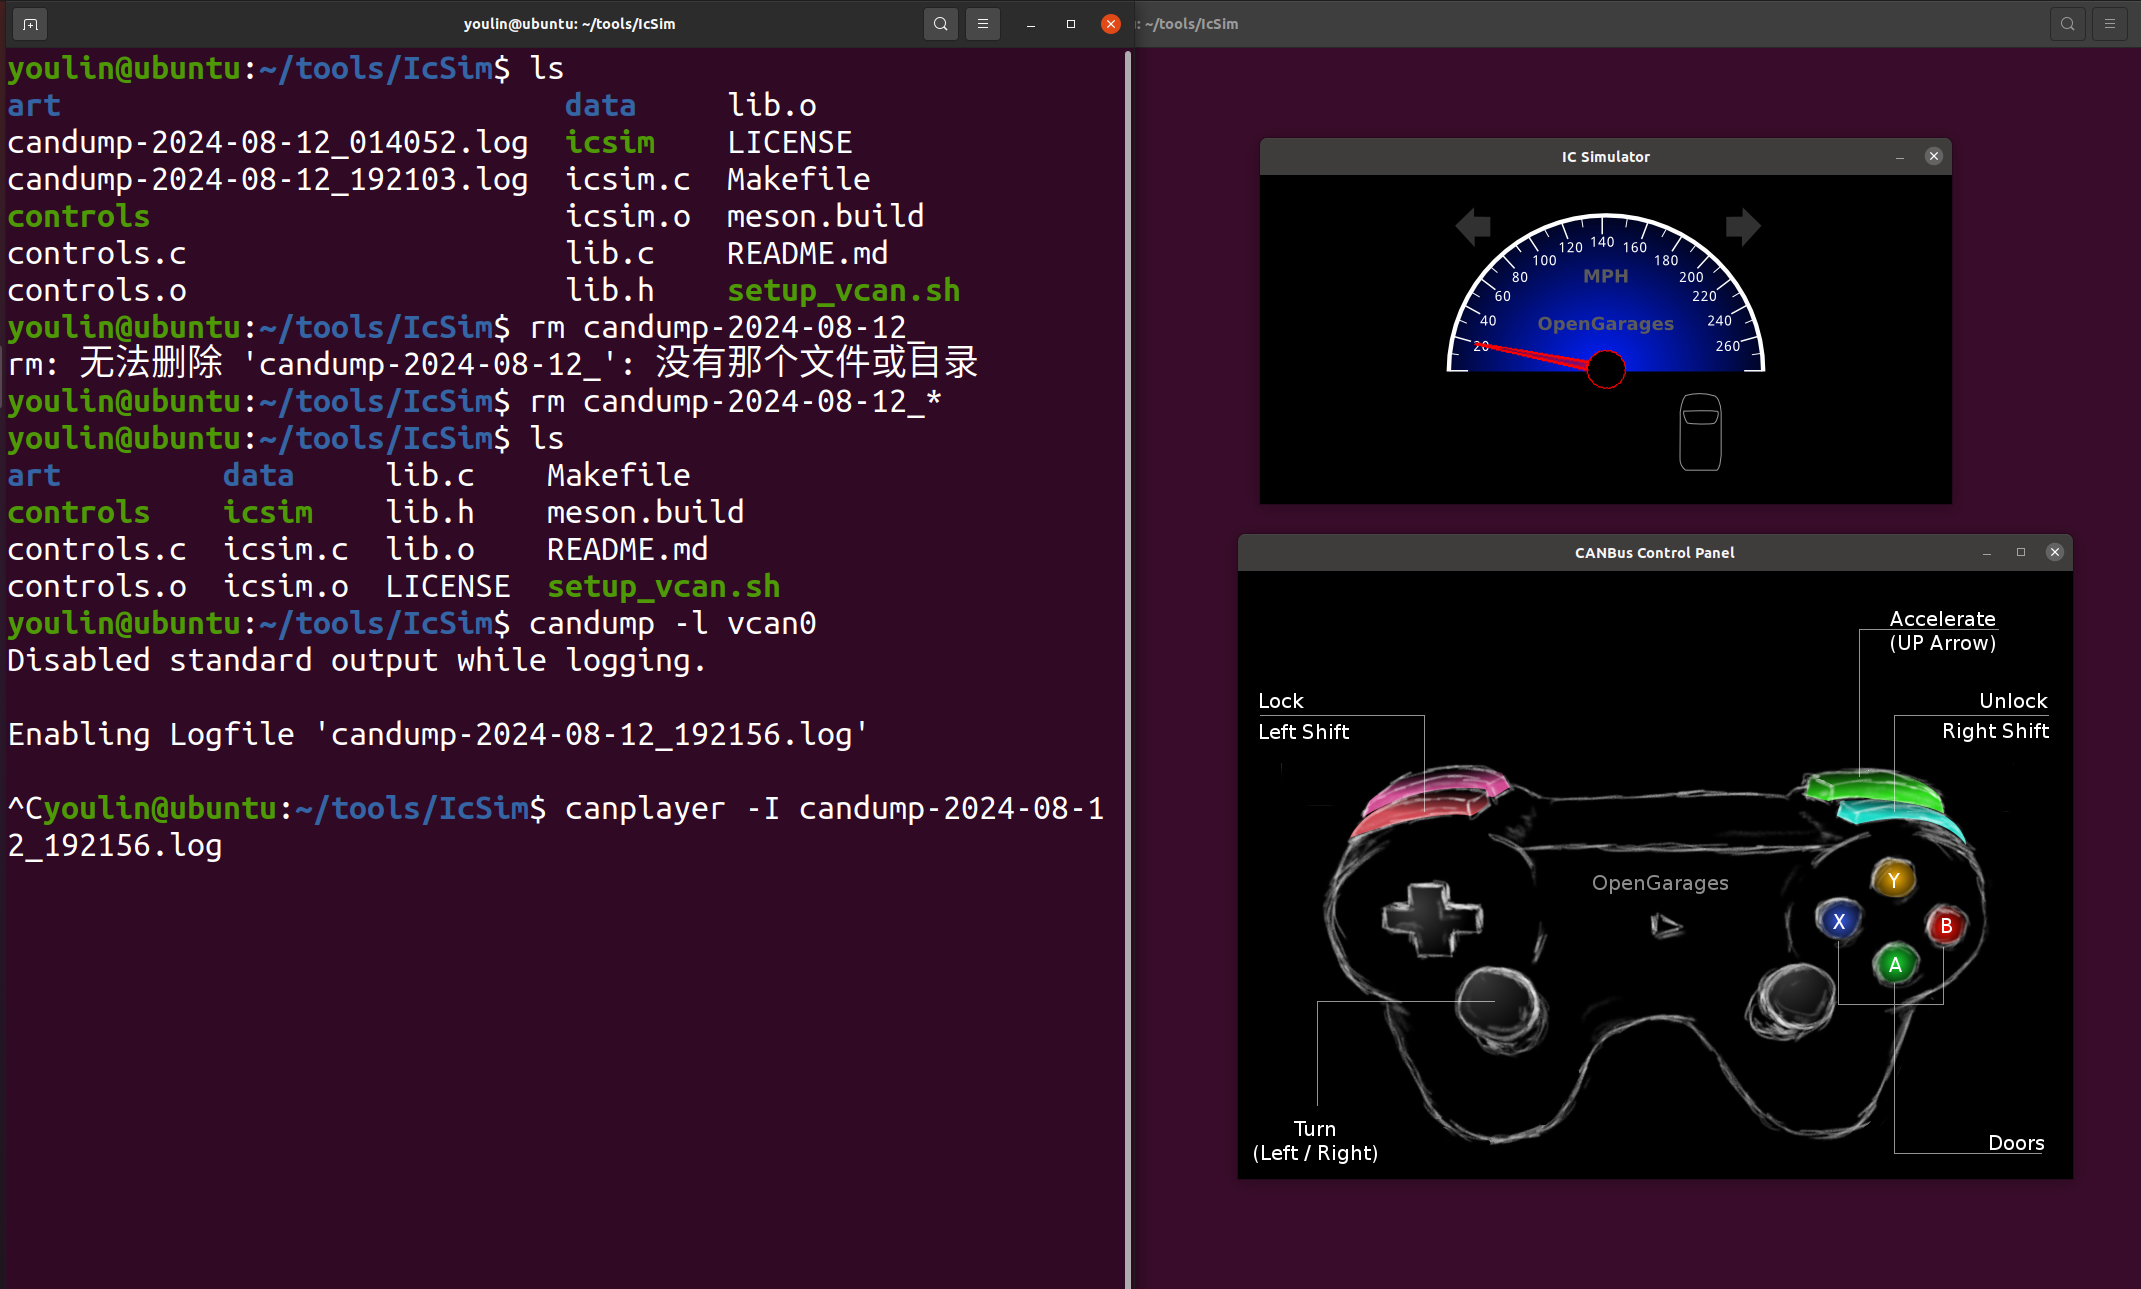 youlin@ubuntu: ~/tools/IcSim
youlin@ubuntu:~/tools/IcSim$ ls
art data lib.o
candump-2024-08-12_014052.log icsim LICENSE
candump-2024-08-12_192103.log icsim.c Makefile
controls icsim.o meson.build
controls.c lib.c README.md
controls.o lib.h setup_vcan.sh
youlin@ubuntu:~/tools/IcSim$ rm candump-2024-08-12_
rm: 无法删除 'candump-2024-08-12_': 没有那个文件或目录
youlin@ubuntu:~/tools/IcSim$ rm candump-2024-08-12_*
youlin@ubuntu:~/tools/IcSim$ ls
art data lib.c Makefile
controls icsim lib.h meson.build
controls.c icsim.c lib.o README.md
controls.o icsim.o LICENSE setup_vcan.sh
youlin@ubuntu:~/tools/IcSim$ candump -l vcan0
Disabled standard output while logging.
Enabling Logfile 'candump-2024-08-12_192156.log'
^Cyoulin@ubuntu:~/tools/IcSim$ canplayer -I candump-2024-08-1
2_192156.log
: ~/tools/IcSim
IC Simulator
20 40 60 80 100 120 140 160 180 200 220 240 260
MPH
OpenGarages
CANBus Control Panel
Accelerate
(UP Arrow)
Lock
Left Shift
Unlock
Right Shift
OpenGarages
Y
X
B
A
Turn
(Left / Right)
Doors